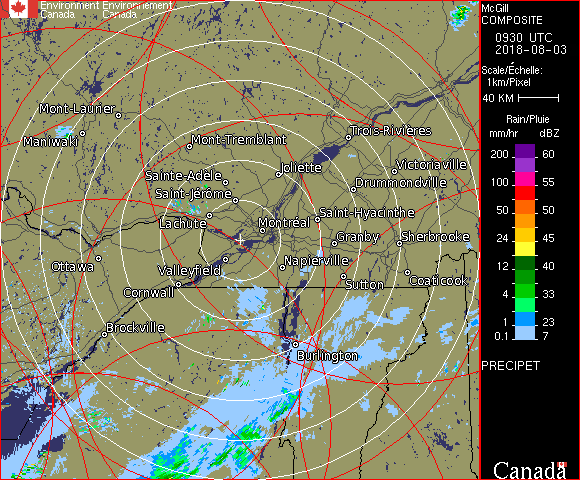 Environment Environnement
Canada Canada
McGill
COMPOSITE
0930 UTC
2018-08-03
Scale/Échelle:
1km/Pixel
40 KM
Rain/Pluie
mm/hr dBZ
200 60
100 55
50 50
24 45
12 40
4 33
1 23
0.1 7
PRECIPET
Canada
Mont-Laurier
Maniwaki
Mont-Tremblant
Trois-Rivières
Sainte-Adèle
Joliette
Victoriaville
Saint-Jérôme
Drummondville
Lachute
Montréal
Saint-Hyacinthe
Granby
Sherbrooke
Ottawa
Valleyfield
Napierville
Cornwall
Sutton
Coaticook
Brockville
Burlington